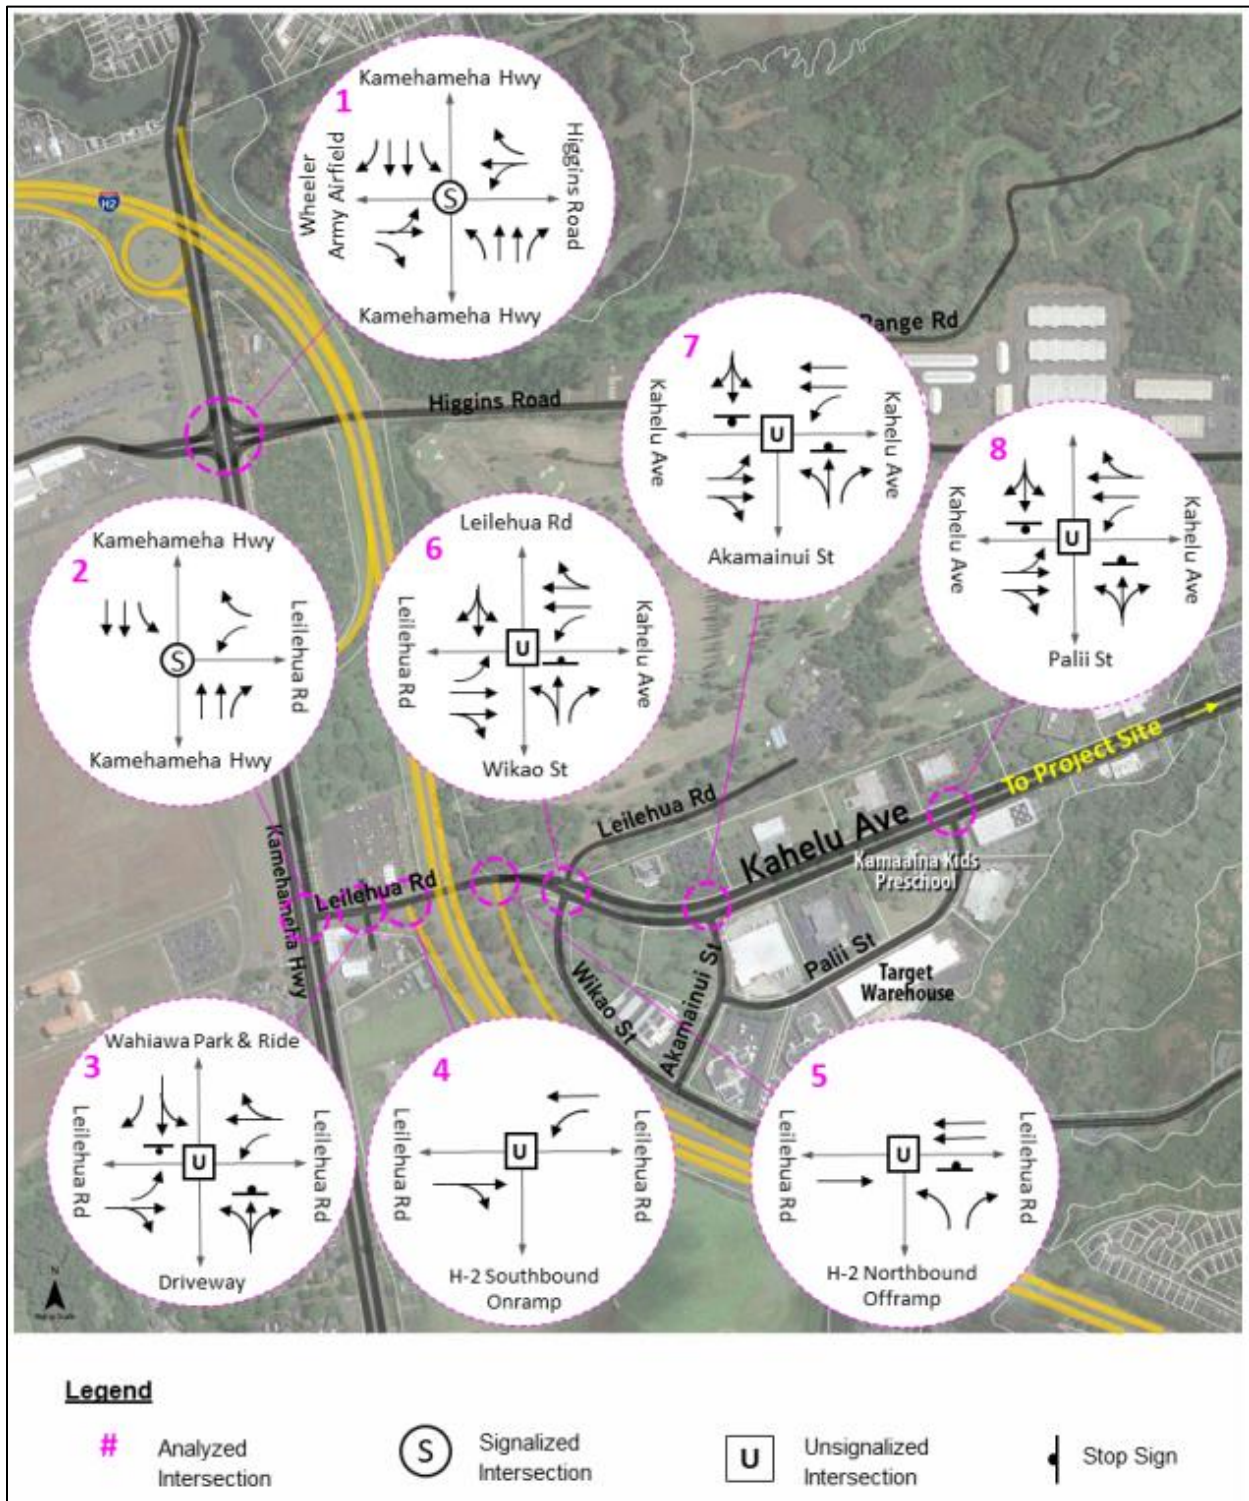 1
Kamehameha Hwy
Wheeler
Army Airfield
Higgins Road
S
Kamehameha Hwy
H2
Range Rd
Higgins Road
7
Kahelu Ave
Kahelu Ave
U
Akamainui St
8
Kahelu Ave
Kahelu Ave
U
Palii St
2
Kamehameha Hwy
Leilehua Rd
S
Kamehameha Hwy
6
Leilehua Rd
Leilehua Rd
Kahelu Ave
U
Wikao St
To Project Site
Leilehua Rd
Kahelu Ave
Kamaaina Kids
Preschool
Kamehameha Hwy
Leilehua Rd
Wikao St
Akamainui St
Palii St
Target
Warehouse
3
Wahiawa Park & Ride
Leilehua Rd
Leilehua Rd
U
Driveway
4
Leilehua Rd
Leilehua Rd
U
H-2 Southbound
Onramp
5
Leilehua Rd
Leilehua Rd
U
H-2 Northbound
Offramp
N
Legend
# Analyzed
Intersection
S Signalized
Intersection
U Unsignalized
Intersection
Stop Sign